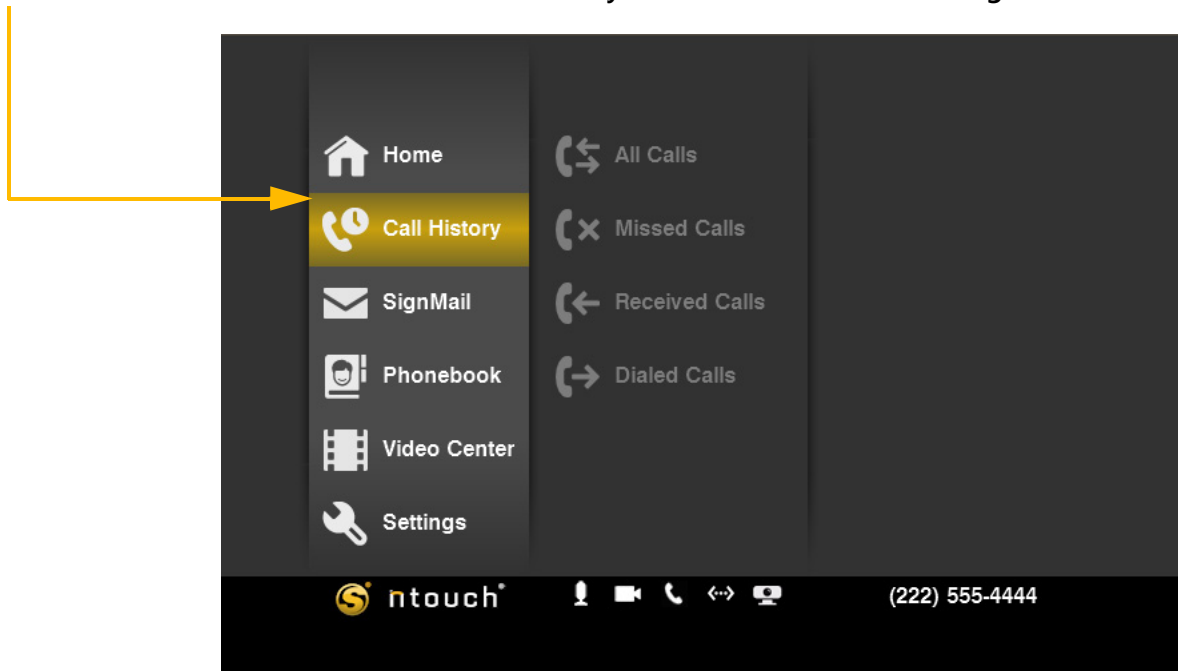 Home
All Calls
Call History
Missed Calls
SignMail
Received Calls
Phonebook
Dialed Calls
Video Center
Settings
S ntouch® (222) 555-4444